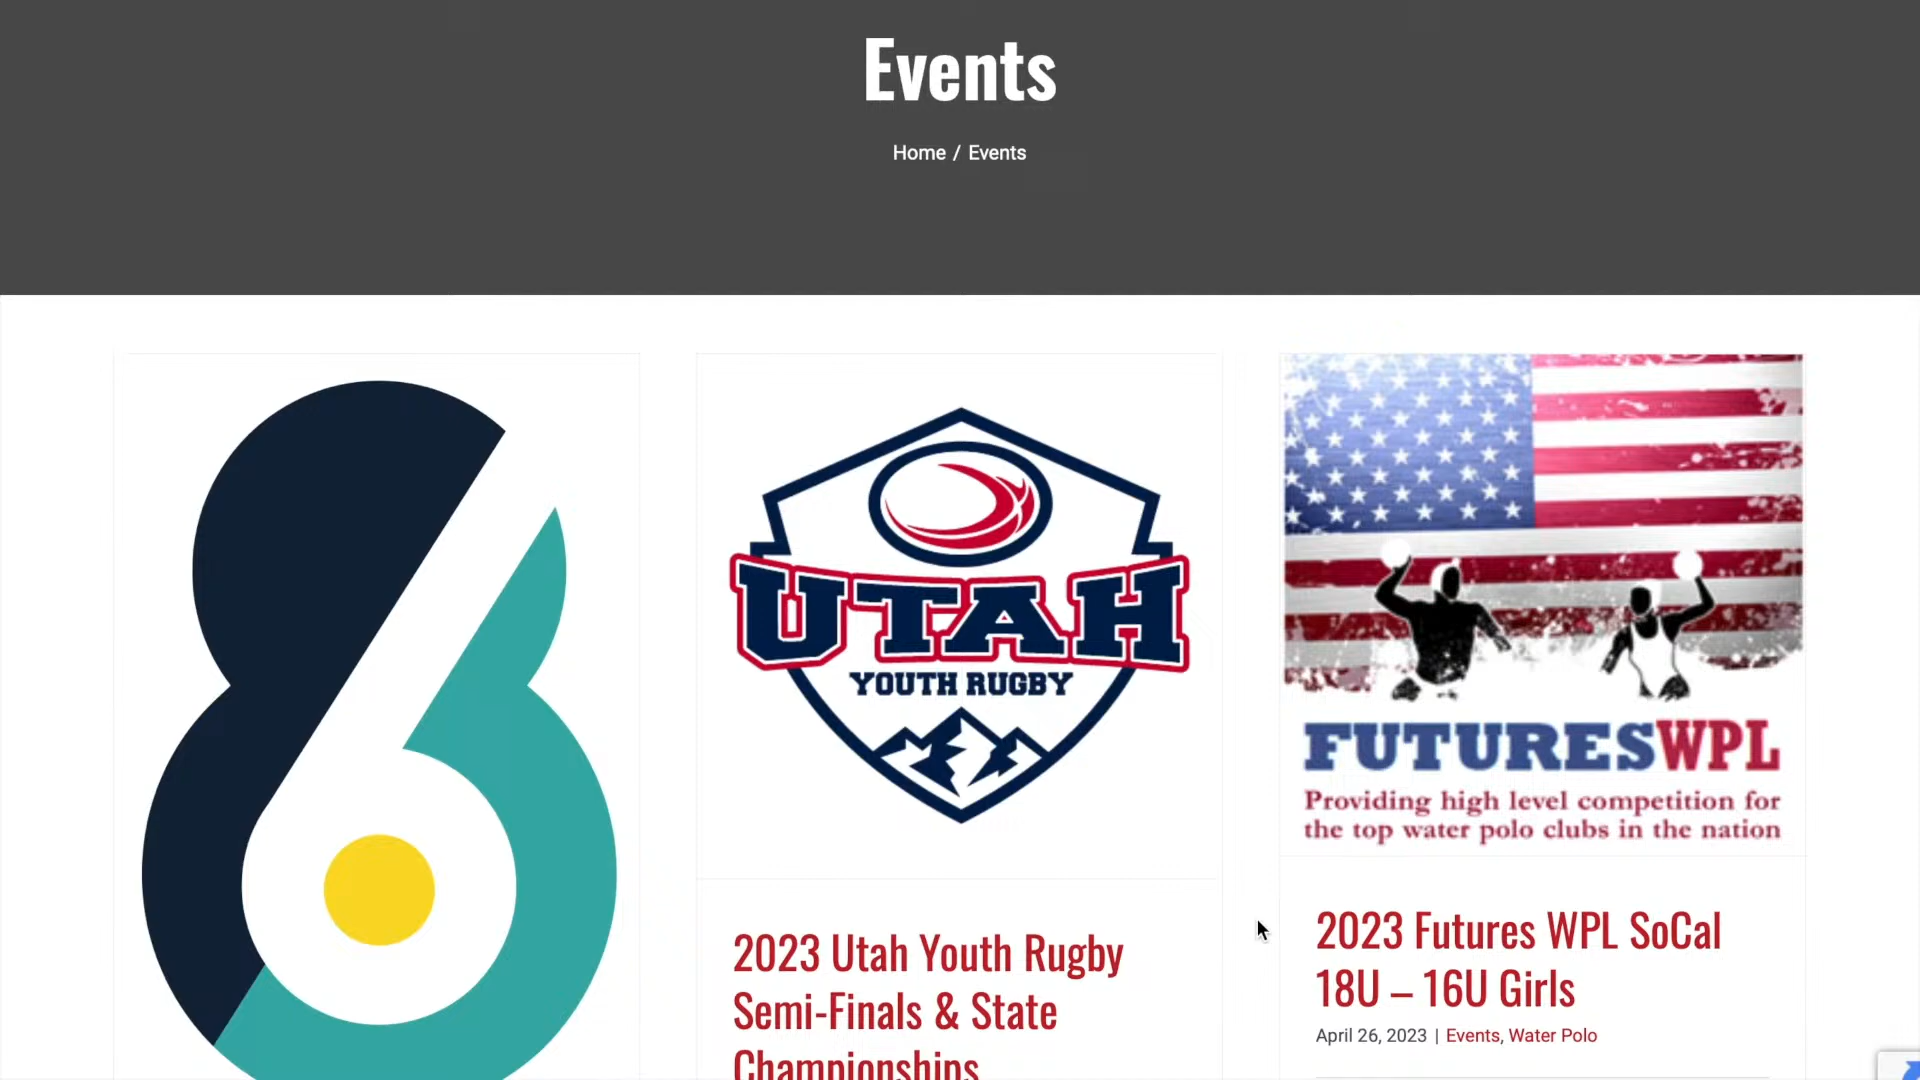 Events
Home / Events
UTAH
YOUTH RUGBY
FUTURESWPL
Providing high level competition for
the top water polo clubs in the nation
2023 Utah Youth Rugby
Semi-Finals & State
Championships
2023 Futures WPL SoCal
18U – 16U Girls
April 26, 2023 | Events, Water Polo